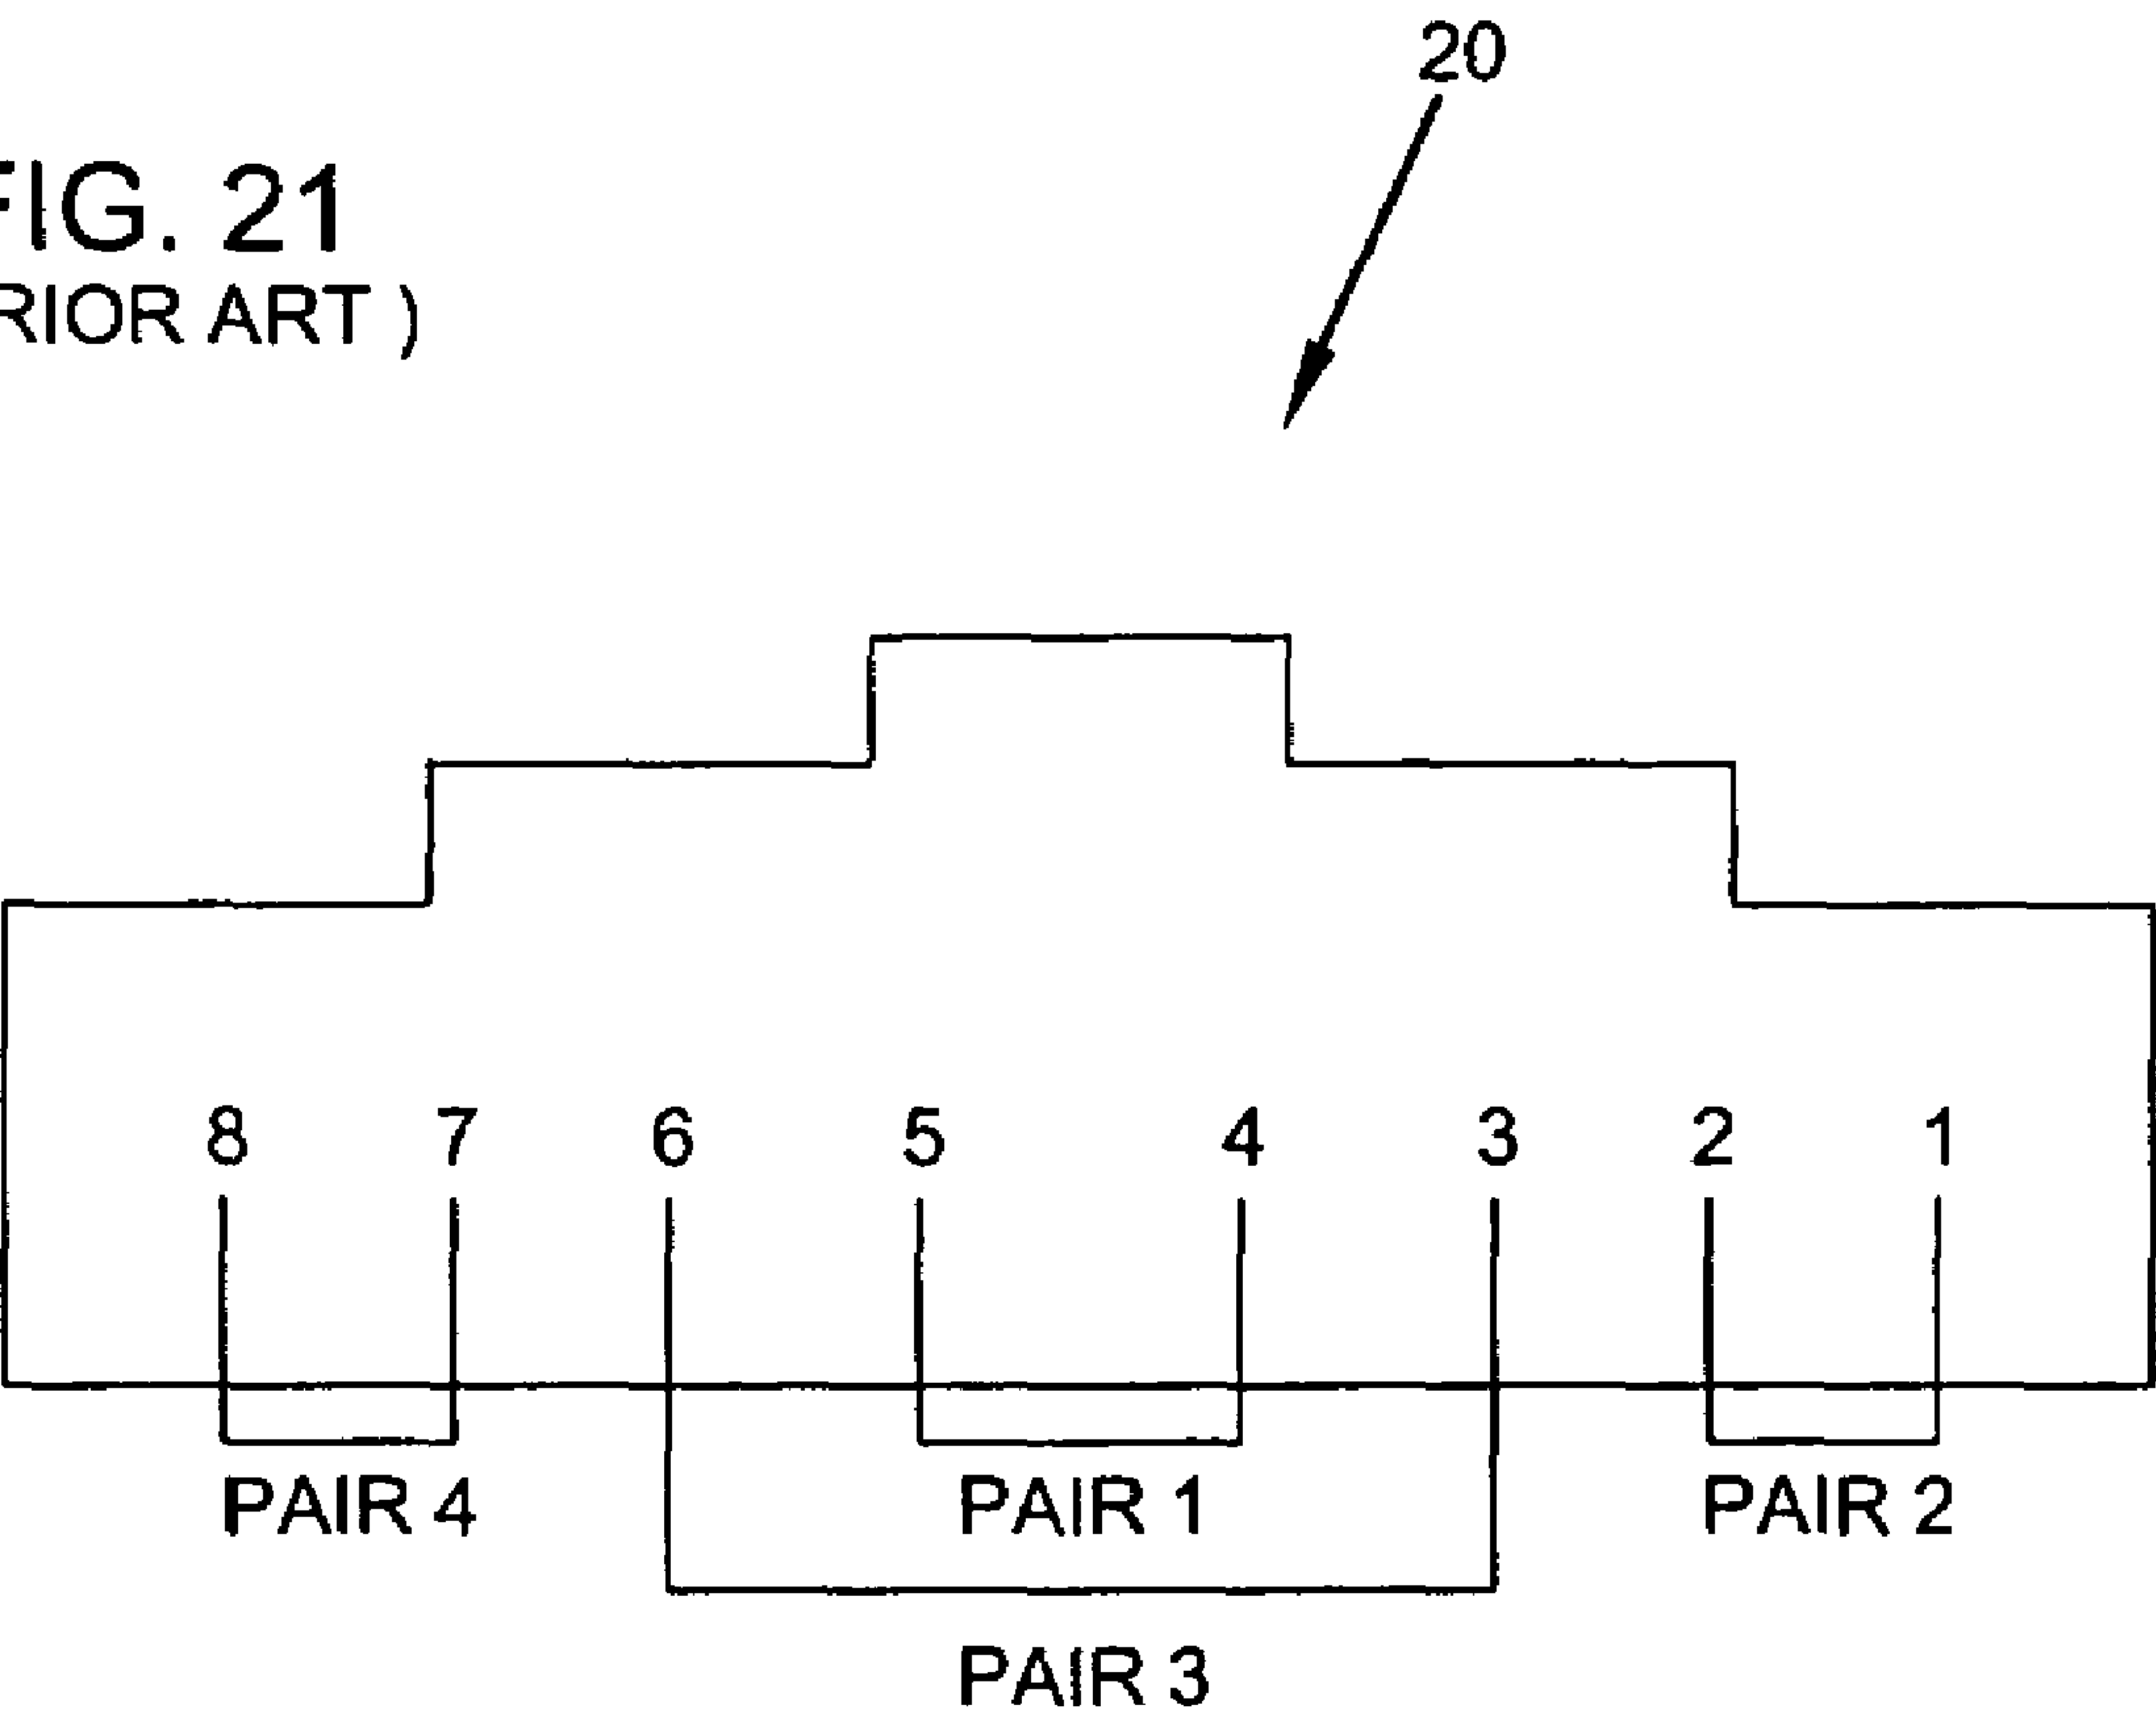 20
FIG. 21
RIOR ART )
8 7 6 5 4 3 2 1
PAIR 4 PAIR 1 PAIR 2
PAIR 3